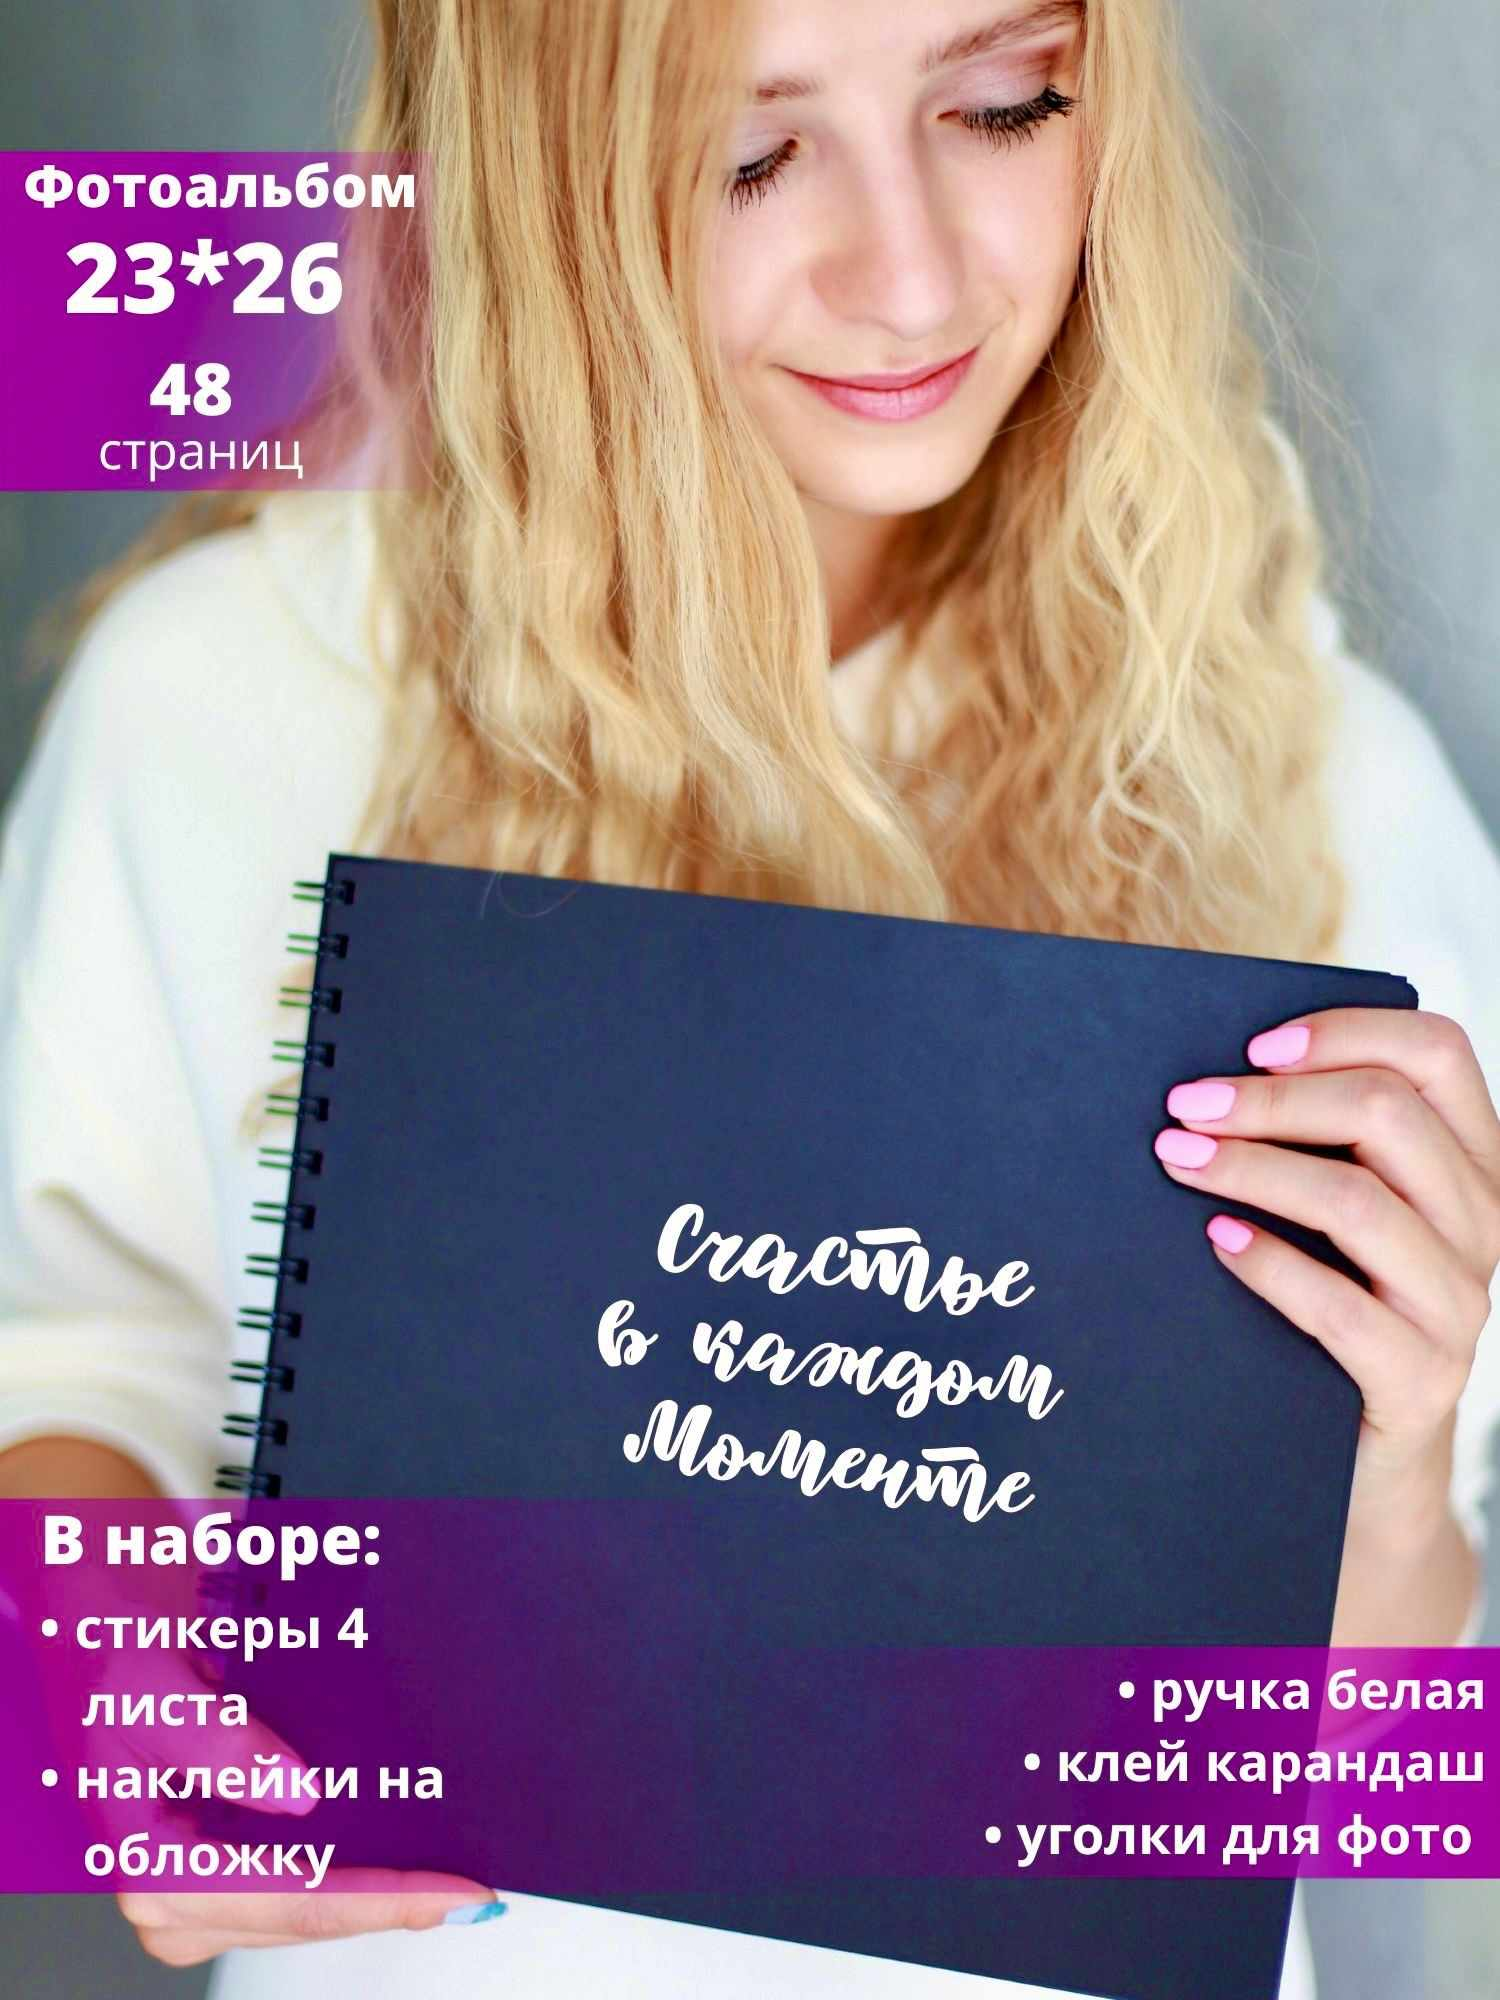 Фотоальбом
23*26
48
страниц
Счастье
в каждом
Моменте
В наборе:
• стикеры 4
листа
• наклейки на
обложку
• ручка белая
• клей карандаш
• уголки для фото